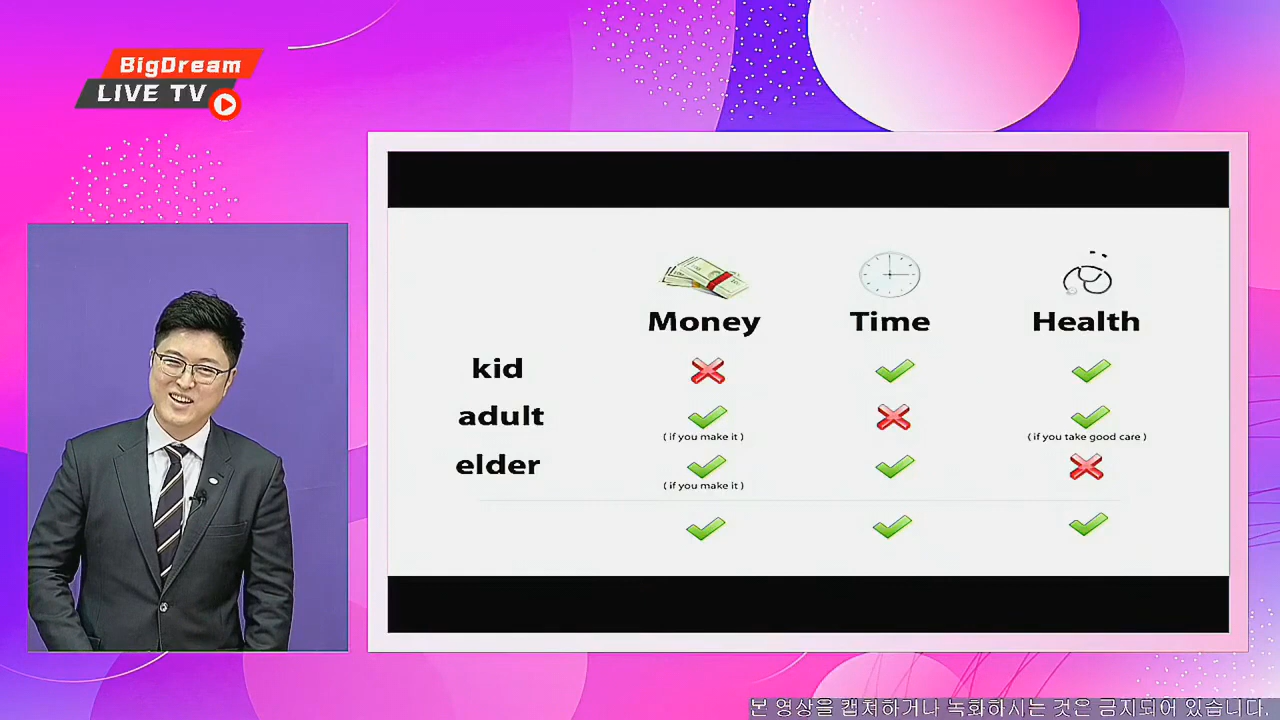 BigDream
LIVE TV
Money Time Health
kid
adult
( if you make it ) ( if you take good care )
elder
( if you make it )
본 영상을 캡쳐하거나 녹화하시는 것은 금지되어 있습니다.